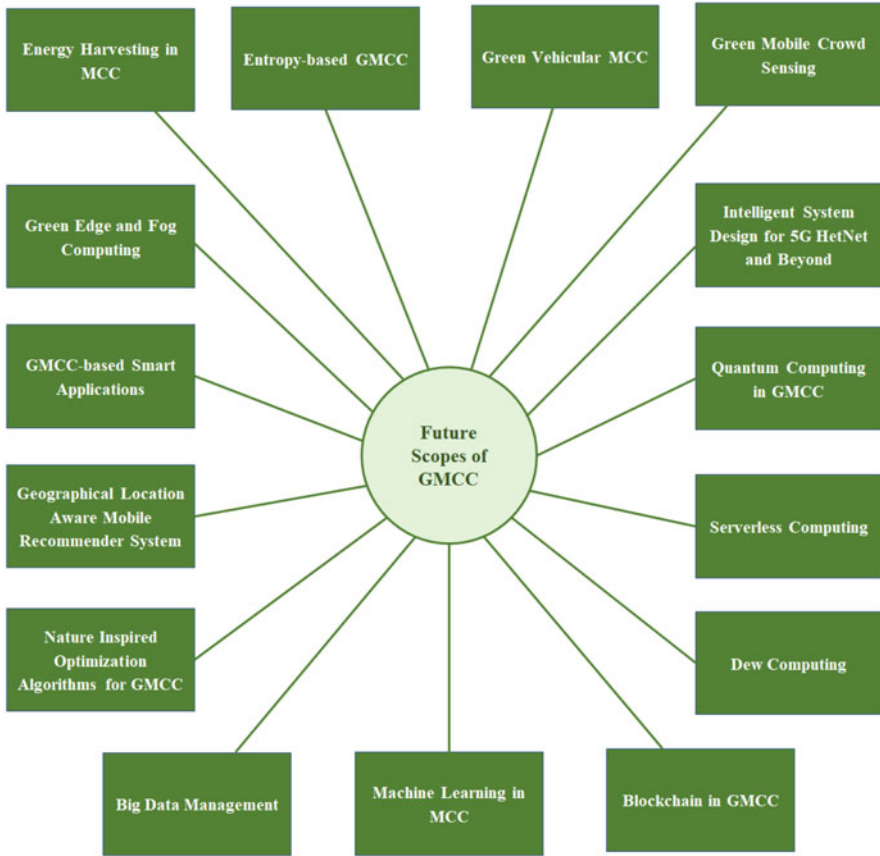 Energy Harvesting in
MCC
Entropy-based GMCC
Green Vehicular MCC
Green Mobile Crowd
Sensing
Green Edge and Fog
Computing
Intelligent System
Design for 5G HetNet
and Beyond
GMCC-based Smart
Applications
Quantum Computing
in GMCC
Future
Scopes of
GMCC
Geographical Location
Aware Mobile
Recommender System
Serverless Computing
Nature Inspired
Optimization
Algorithms for GMCC
Dew Computing
Big Data Management
Machine Learning in
MCC
Blockchain in GMCC